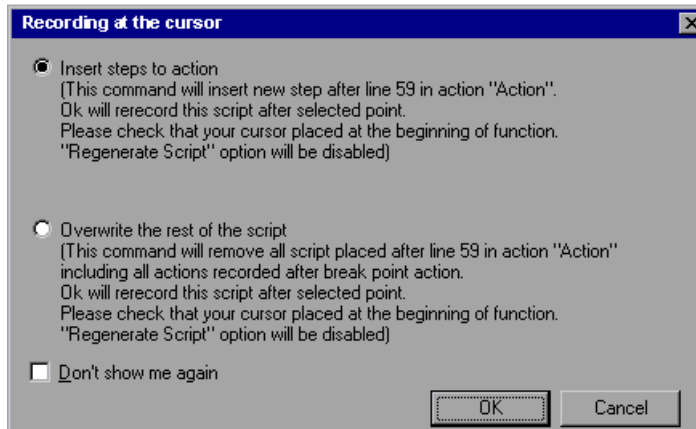 Recording at the cursor
Insert steps to action
(This command will insert new step after line 59 in action "Action".
Ok will rerecord this script after selected point.
Please check that your cursor placed at the beginning of function.
"Regenerate Script" option will be disabled)
Overwrite the rest of the script
(This command will remove all script placed after line 59 in action "Action"
including all actions recorded after break point action.
Ok will rerecord this script after selected point.
Please check that your cursor placed at the beginning of function.
"Regenerate Script" option will be disabled)
Don't show me again
OK
Cancel